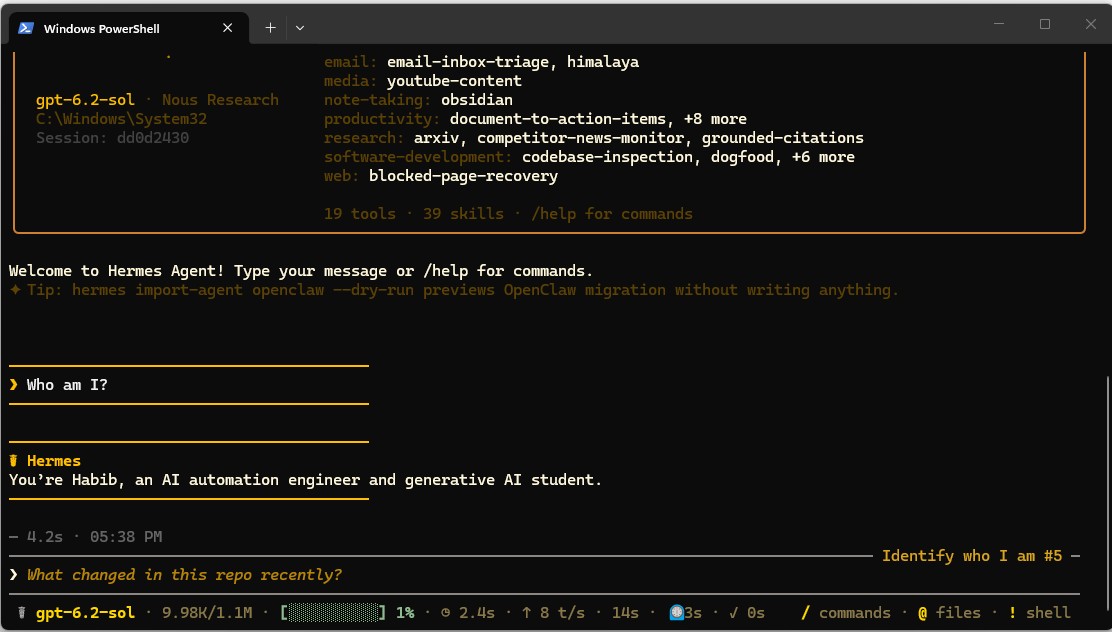 Windows PowerShell
email: email-inbox-triage, himalaya
media: youtube-content
gpt-6.2-sol · Nous Research
note-taking: obsidian
C:\Windows\System32
productivity: document-to-action-items, +8 more
Session: dd0d2430
research: arxiv, competitor-news-monitor, grounded-citations
software-development: codebase-inspection, dogfood, +6 more
web: blocked-page-recovery
19 tools · 39 skills · /help for commands
Welcome to Hermes Agent! Type your message or /help for commands.
✦ Tip: hermes import-agent openclaw --dry-run previews OpenClaw migration without writing anything.
❯ Who am I?
Hermes
You're Habib, an AI automation engineer and generative AI student.
— 4.2s · 05:38 PM
Identify who I am #5
❯ What changed in this repo recently?
gpt-6.2-sol · 9.98K/1.1M · [░░░░░░░░░░] 1% · ◷ 2.4s · ↑ 8 t/s · 14s · ⏲3s · √ 0s / commands · @ files · ! shell